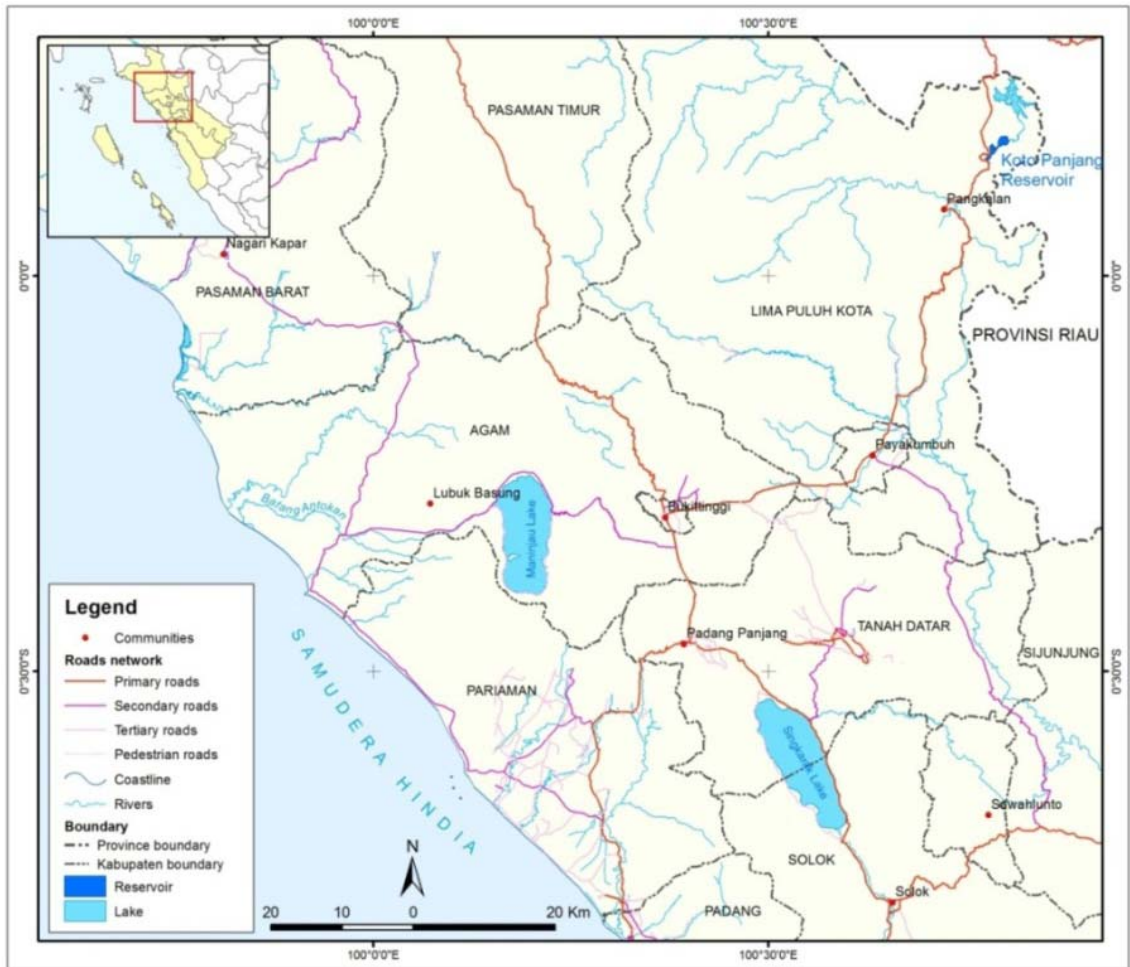 100°0'0"E
100°30'0"E
PASAMAN TIMUR
Koto Panjang
Reservoir
Pangkalan
Nagari Kapar
0°0'0"
0°0'0"
PASAMAN BARAT
LIMA PULUH KOTA
PROVINSI RIAU
AGAM
Payakumbuh
Lubuk Basung
Batang Antokan
Maninjau Lake
Bukittinggi
Legend
Communities
Roads network
Primary roads
Secondary roads
Tertiary roads
Pedestrian roads
Coastline
Rivers
Boundary
Province boundary
Kabupaten boundary
Reservoir
Lake
SAMUDERA HINDIA
TANAH DATAR
Padang Panjang
SIJUNJUNG
0°30'0"S
0°30'0"S
PARIAMAN
Singkarak Lake
Sawahlunto
SOLOK
Solok
PADANG
N
20 10 0 20 Km
100°0'0"E
100°30'0"E